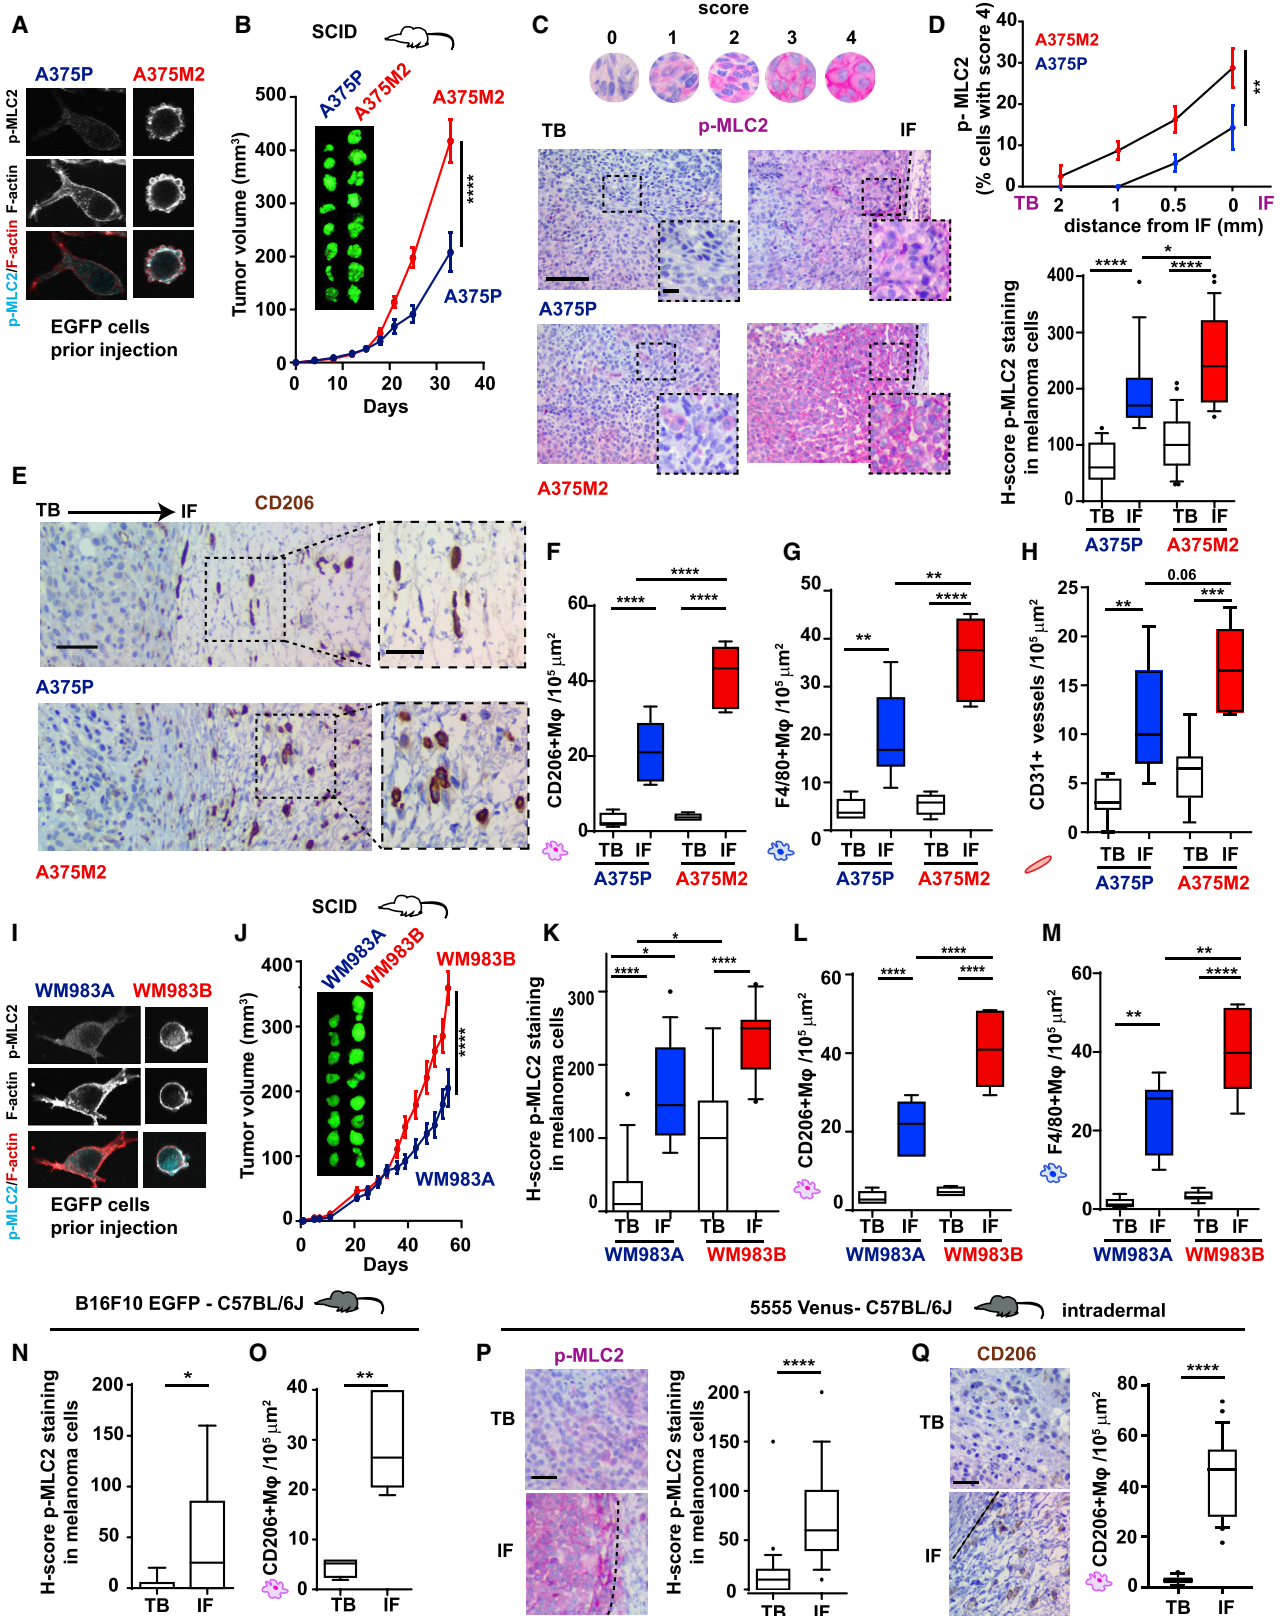 A
A375P
A375M2
p-MLC2
F-actin
p-MLC2/F-actin
EGFP cells
prior injection
B
SCID
A375P
A375M2
A375M2
A375P
****
Tumor volume (mm³)
500
400
300
200
100
0
0 10 20 30 40
Days
C
score
0 1 2 3 4
TB
p-MLC2
IF
A375P
A375M2
D
p- MLC2
(% cells with score 4)
40
30
20
10
0
A375M2
A375P
**
TB
2 1 0.5 0
IF
distance from IF (mm)
H-score p-MLC2 staining
in melanoma cells
400
300
200
100
0
****
*
****
TB IF TB IF
A375P A375M2
E
TB IF
CD206
A375P
A375M2
F
CD206+Mφ /10⁵ μm²
60
40
20
0
****
****
****
TB IF TB IF
A375P A375M2
G
F4/80+Mφ /10⁵ μm²
50
40
30
20
10
0
**
****
**
TB IF TB IF
A375P A375M2
H
CD31+ vessels /10⁵ μm²
25
20
15
10
5
0
0.06
**
***
TB IF TB IF
A375P A375M2
I
WM983A
WM983B
p-MLC2
F-actin
p-MLC2/F-actin
EGFP cells
prior injection
J
SCID
WM983A
WM983B
WM983B
WM983A
****
Tumor volume (mm³)
400
300
200
100
0
0 20 40 60
Days
K
H-score p-MLC2 staining
in melanoma cells
300
200
100
0
*
*
****
****
TB IF TB IF
WM983A WM983B
L
CD206+Mφ /10⁵ μm²
60
40
20
0
****
****
****
TB IF TB IF
WM983A WM983B
M
F4/80+Mφ /10⁵ μm²
60
40
20
0
**
****
**
TB IF TB IF
WM983A WM983B
B16F10 EGFP - C57BL/6J
5555 Venus- C57BL/6J intradermal
N
H-score p-MLC2 staining
in melanoma cells
200
150
100
50
0
*
TB IF
O
CD206+Mφ /10⁵ μm²
40
30
20
10
0
**
TB IF
P
p-MLC2
TB
IF
H-score p-MLC2 staining
in melanoma cells
200
150
100
50
0
****
TB IF
Q
CD206
TB
IF
CD206+Mφ /10⁵ μm²
80
60
40
20
0
****
TB IF